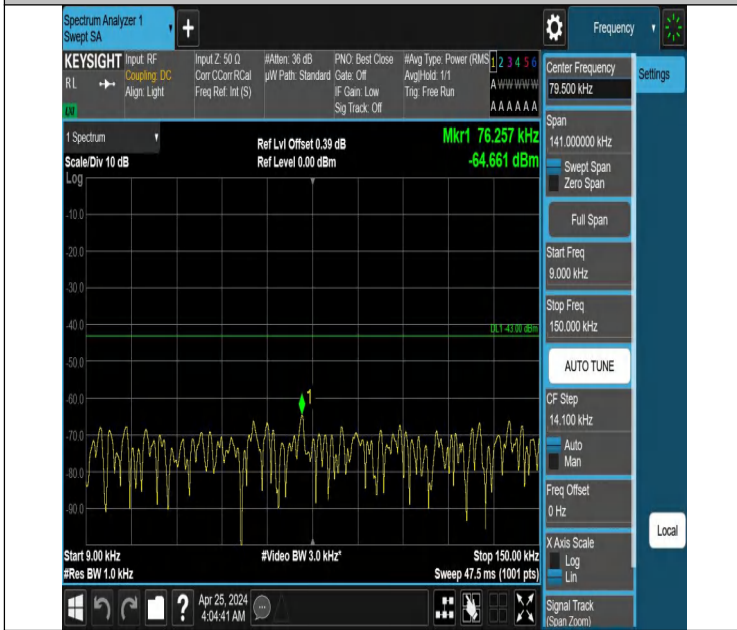 Spectrum Analyzer 1
Swept SA
+
Frequency
KEYSIGHT
RL
Input: RF
Coupling: DC
Align: Light
Input Z: 50 Ω
Corr CCorr RCal
Freq Ref: Int (S)
#Atten: 36 dB
µW Path: Standard
PNO: Best Close
Gate: Off
IF Gain: Low
Sig Track: Off
#Avg Type: Power (RMS
Avg|Hold: 1/1
Trig: Free Run
1 2 3 4 5 6
A W W W W W
A A A A A A
1 Spectrum
Scale/Div 10 dB
Log
Ref Lvl Offset 0.39 dB
Ref Level 0.00 dBm
Mkr1 76.257 kHz
-64.661 dBm
-10.0
-20.0
-30.0
-40.0
DL1 -43.00 dBm
-50.0
-60.0
1
-70.0
-80.0
-90.0
Start 9.00 kHz
#Res BW 1.0 kHz
#Video BW 3.0 kHz*
Stop 150.00 kHz
Sweep 47.5 ms (1001 pts)
?
Apr 25, 2024
4:04:41 AM
Center Frequency
79.500 kHz
Settings
Span
141.000000 kHz
Swept Span
Zero Span
Full Span
Start Freq
9.000 kHz
Stop Freq
150.000 kHz
AUTO TUNE
CF Step
14.100 kHz
Auto
Man
Freq Offset
0 Hz
X Axis Scale
Log
Lin
Local
Signal Track
(Span Zoom)